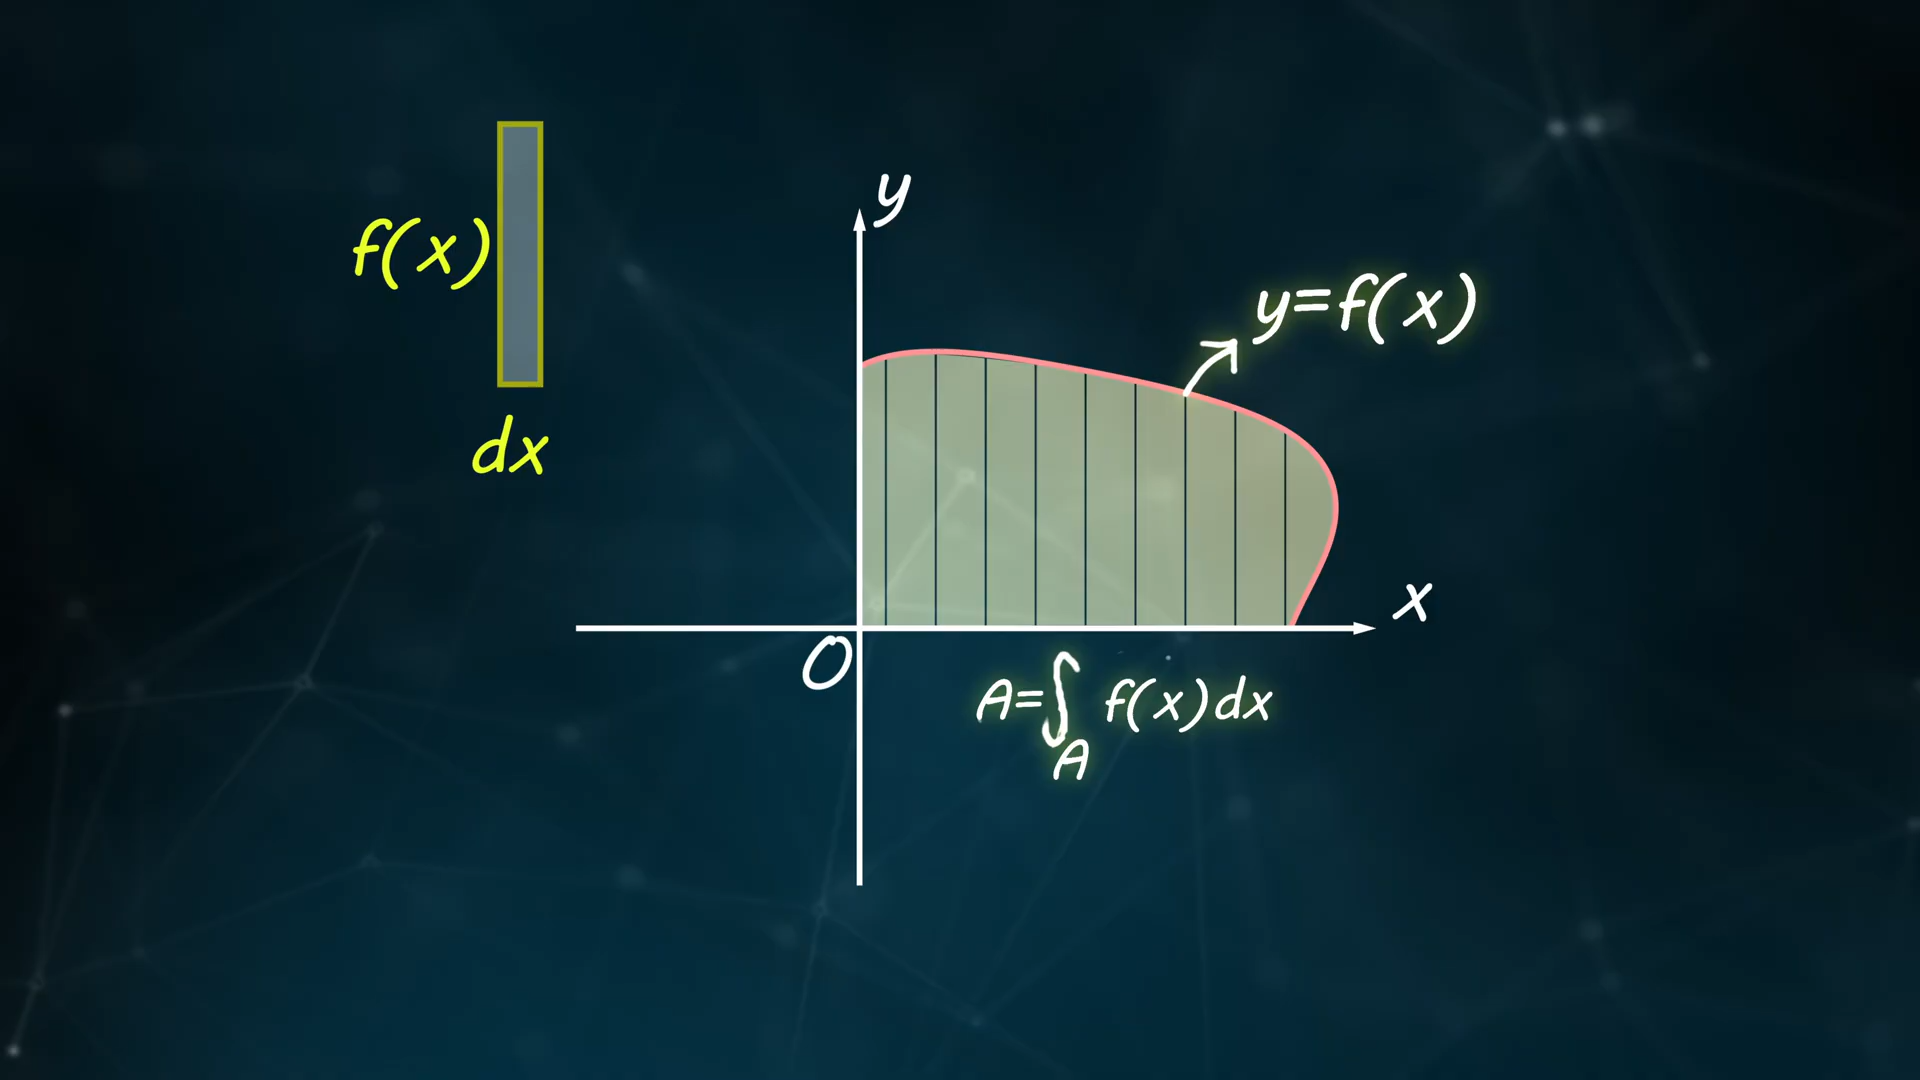 y
f(x)
y=f(x)
dx
x
O
A=∫ f(x)dx
A